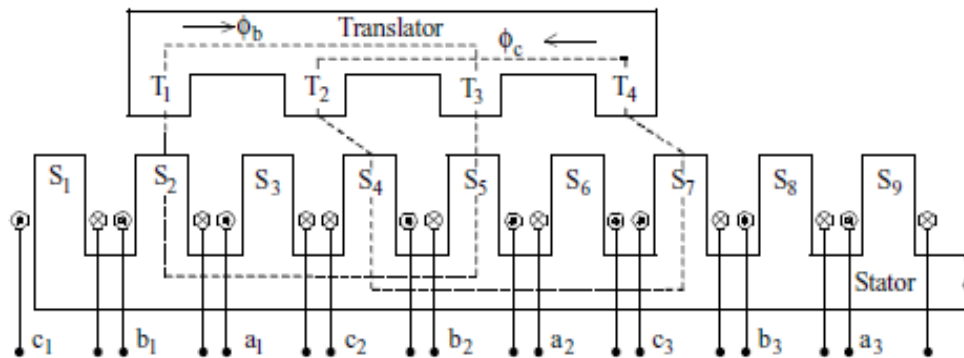 ϕb Translator ϕc
T1 T2 T3 T4
S1 S2 S3 S4 S5 S6 S7 S8 S9
Stator
c1 b1 a1 c2 b2 a2 c3 b3 a3